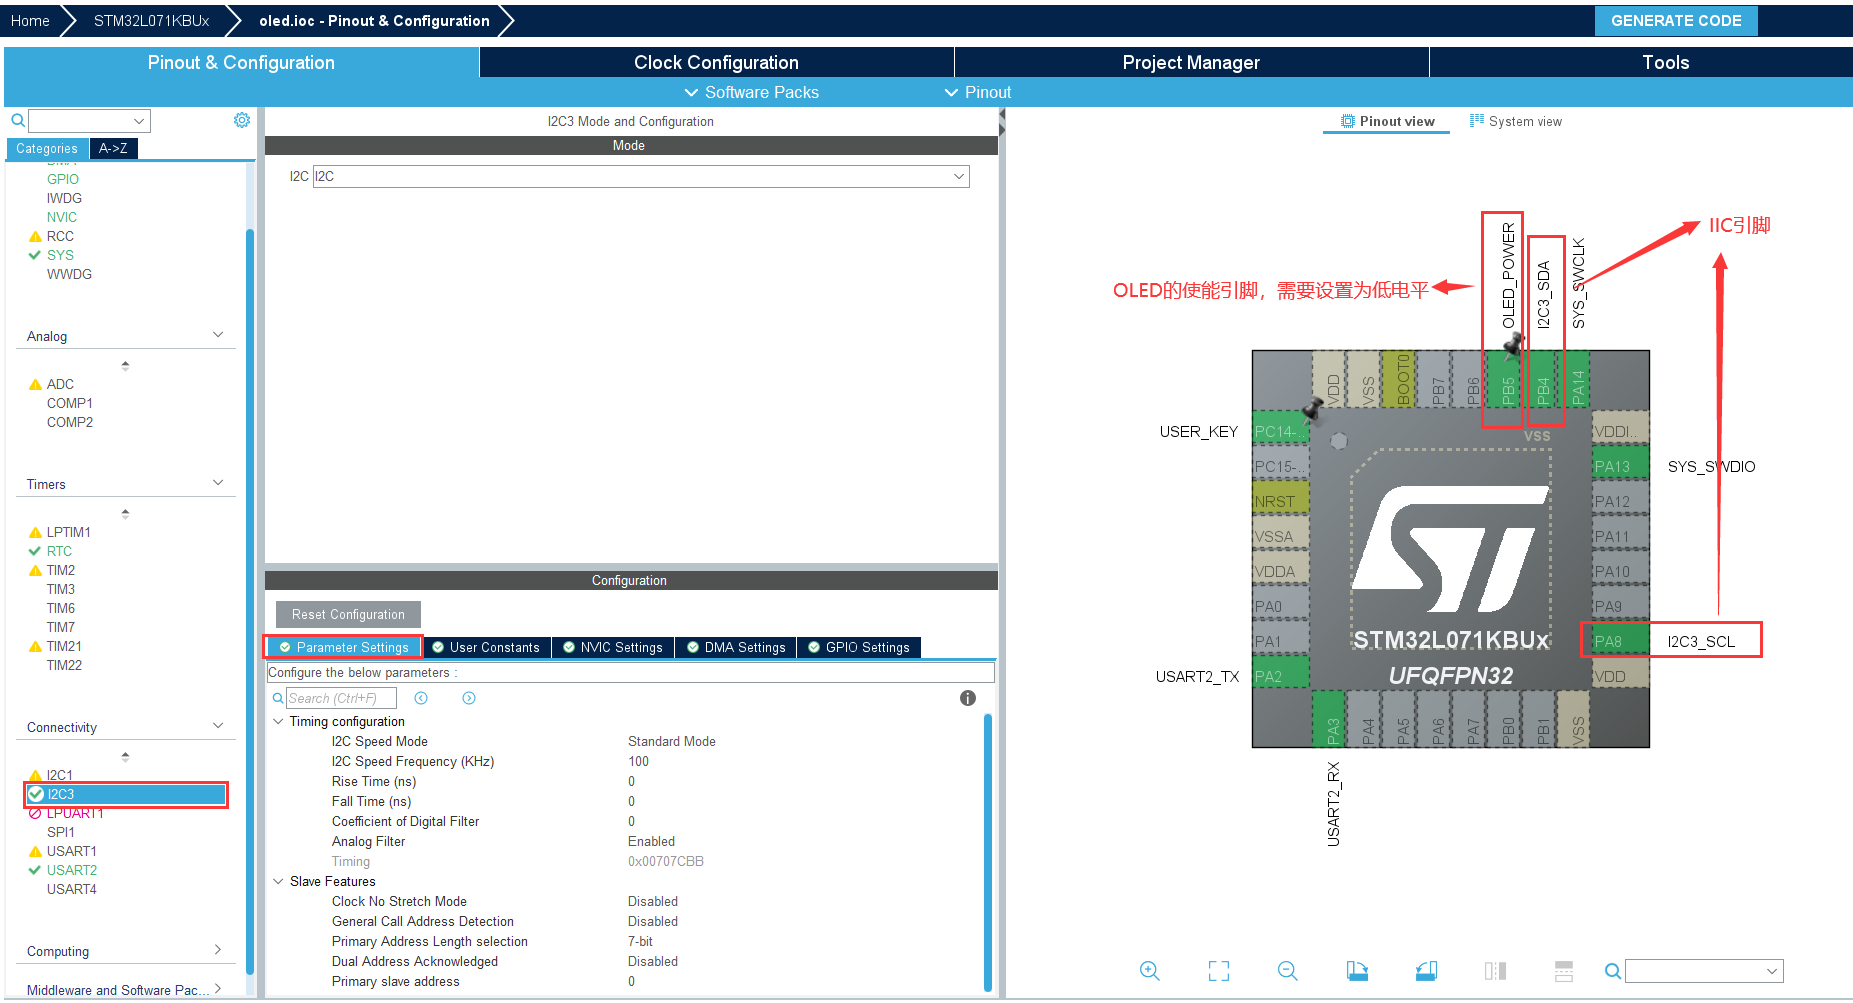 Home
STM32L071KBUx
oled.ioc - Pinout & Configuration
GENERATE CODE
Pinout & Configuration
Clock Configuration
Project Manager
Tools
Software Packs
Pinout
Categories
A->Z
GPIO
IWDG
NVIC
RCC
SYS
WWDG
Analog
ADC
COMP1
COMP2
Timers
LPTIM1
RTC
TIM2
TIM3
TIM6
TIM7
TIM21
TIM22
Connectivity
I2C1
I2C3
LPUART1
SPI1
USART1
USART2
USART4
Computing
Middleware and Software Pac...
I2C3 Mode and Configuration
Mode
I2C I2C
Configuration
Reset Configuration
Parameter Settings
User Constants
NVIC Settings
DMA Settings
GPIO Settings
Configure the below parameters :
Search (Ctrl+F)
Timing configuration
I2C Speed Mode Standard Mode
I2C Speed Frequency (KHz) 100
Rise Time (ns) 0
Fall Time (ns) 0
Coefficient of Digital Filter 0
Analog Filter Enabled
Timing 0x00707CBB
Slave Features
Clock No Stretch Mode Disabled
General Call Address Detection Disabled
Primary Address Length selection 7-bit
Dual Address Acknowledged Disabled
Primary slave address 0
Pinout view
System view
IIC引脚
OLED的使能引脚，需要设置为低电平
OLED_POWER
I2C3_SDA
SYS_SWCLK
VDD
VSS
BOOT0
PB7
PB6
PB5
PB4
PA14
VSS
USER_KEY
PC14-..
PC15-..
NRST
VSSA
VDDA
PA0
PA1
USART2_TX
PA2
VDDI..
PA13
SYS_SWDIO
PA12
PA11
PA10
PA9
PA8
I2C3_SCL
VDD
ST
STM32L071KBUx
UFQFPN32
PA3
PA4
PA5
PA6
PA7
PB0
PB1
VSS
USART2_RX